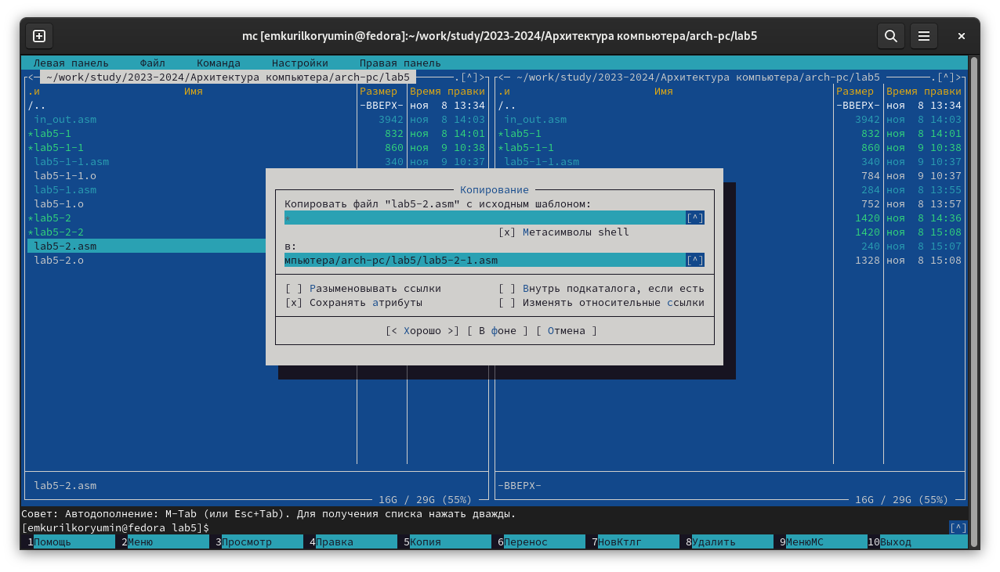 mc [emkurilkoryumin@fedora]:~/work/study/2023-2024/Архитектура компьютера/arch-pc/lab5
Левая панель Файл Команда Настройки Правая панель
<─ ~/work/study/2023-2024/Архитектура компьютера/arch-pc/lab5 .[^]> <─ ~/work/study/2023-2024/Архитектура компьютера/arch-pc/lab5 .[^]>
.и Имя Размер Время правки .и Имя Размер Время правки
/.. -ВВЕРХ- ноя 8 13:34 /.. -ВВЕРХ- ноя 8 13:34
in_out.asm 3942 ноя 8 14:03 in_out.asm 3942 ноя 8 14:03
*lab5-1 832 ноя 8 14:01 *lab5-1 832 ноя 8 14:01
*lab5-1-1 860 ноя 9 10:38 *lab5-1-1 860 ноя 9 10:38
lab5-1-1.asm 340 ноя 9 10:37 lab5-1-1.asm 340 ноя 9 10:37
lab5-1-1.o 784 ноя 9 10:37
lab5-1.asm 284 ноя 8 13:55
lab5-1.o 752 ноя 8 13:57
*lab5-2 1420 ноя 8 14:36
*lab5-2-2 1420 ноя 8 15:08
lab5-2.asm 240 ноя 8 15:07
lab5-2.o 1328 ноя 8 15:08
Копирование
Копировать файл "lab5-2.asm" с исходным шаблоном:
* [^]
[x] Метасимволы shell
в:
мпьютера/arch-pc/lab5/lab5-2-1.asm [^]
[ ] Разыменовывать ссылки [ ] Внутрь подкаталога, если есть
[x] Сохранять атрибуты [ ] Изменять относительные ссылки
[< Хорошо >] [ В фоне ] [ Отмена ]
lab5-2.asm -ВВЕРХ-
16G / 29G (55%) 16G / 29G (55%)
Совет: Автодополнение: M-Tab (или Esc+Tab). Для получения списка нажать дважды.
[emkurilkoryumin@fedora lab5]$ [^]
1Помощь 2Меню 3Просмотр 4Правка 5Копия 6Перенос 7НовКтлг 8Удалить 9МенюМС 10Выход